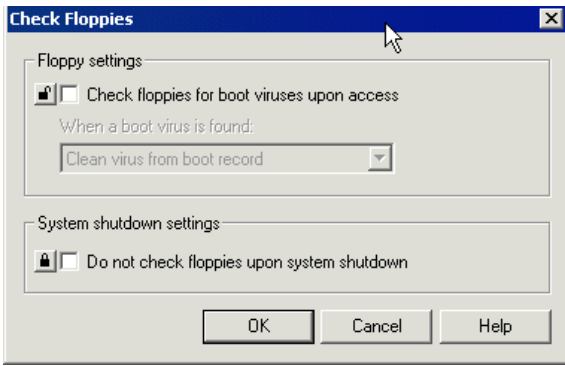 Check Floppies
Floppy settings
Check floppies for boot viruses upon access
When a boot virus is found:
Clean virus from boot record
System shutdown settings
Do not check floppies upon system shutdown
OK Cancel Help